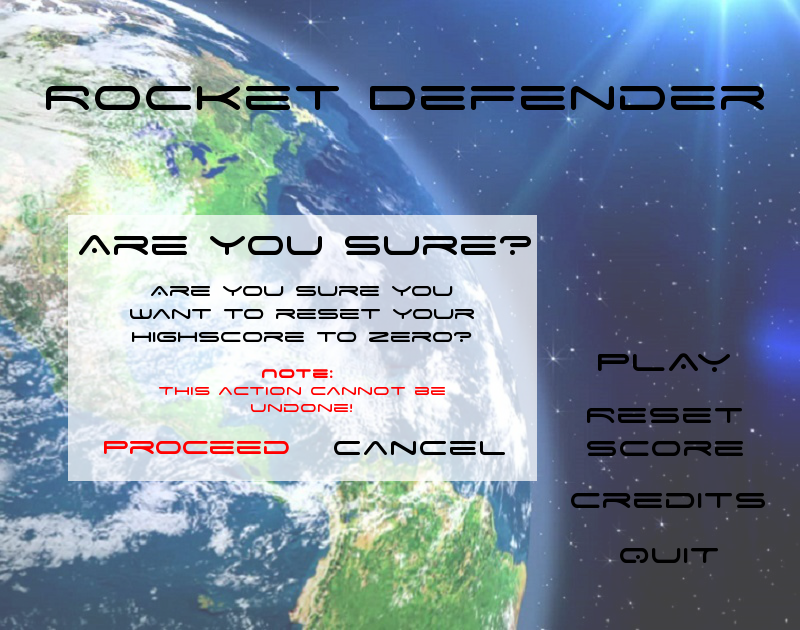 ROCKET DEFENDER
ARE YOU SURE?
ARE YOU SURE YOU
WANT TO RESET YOUR
HIGHSCORE TO ZERO?
NOTE:
THIS ACTION CANNOT BE
UNDONE!
PROCEED CANCEL
PLAY
RESET
SCORE
CREDITS
QUIT